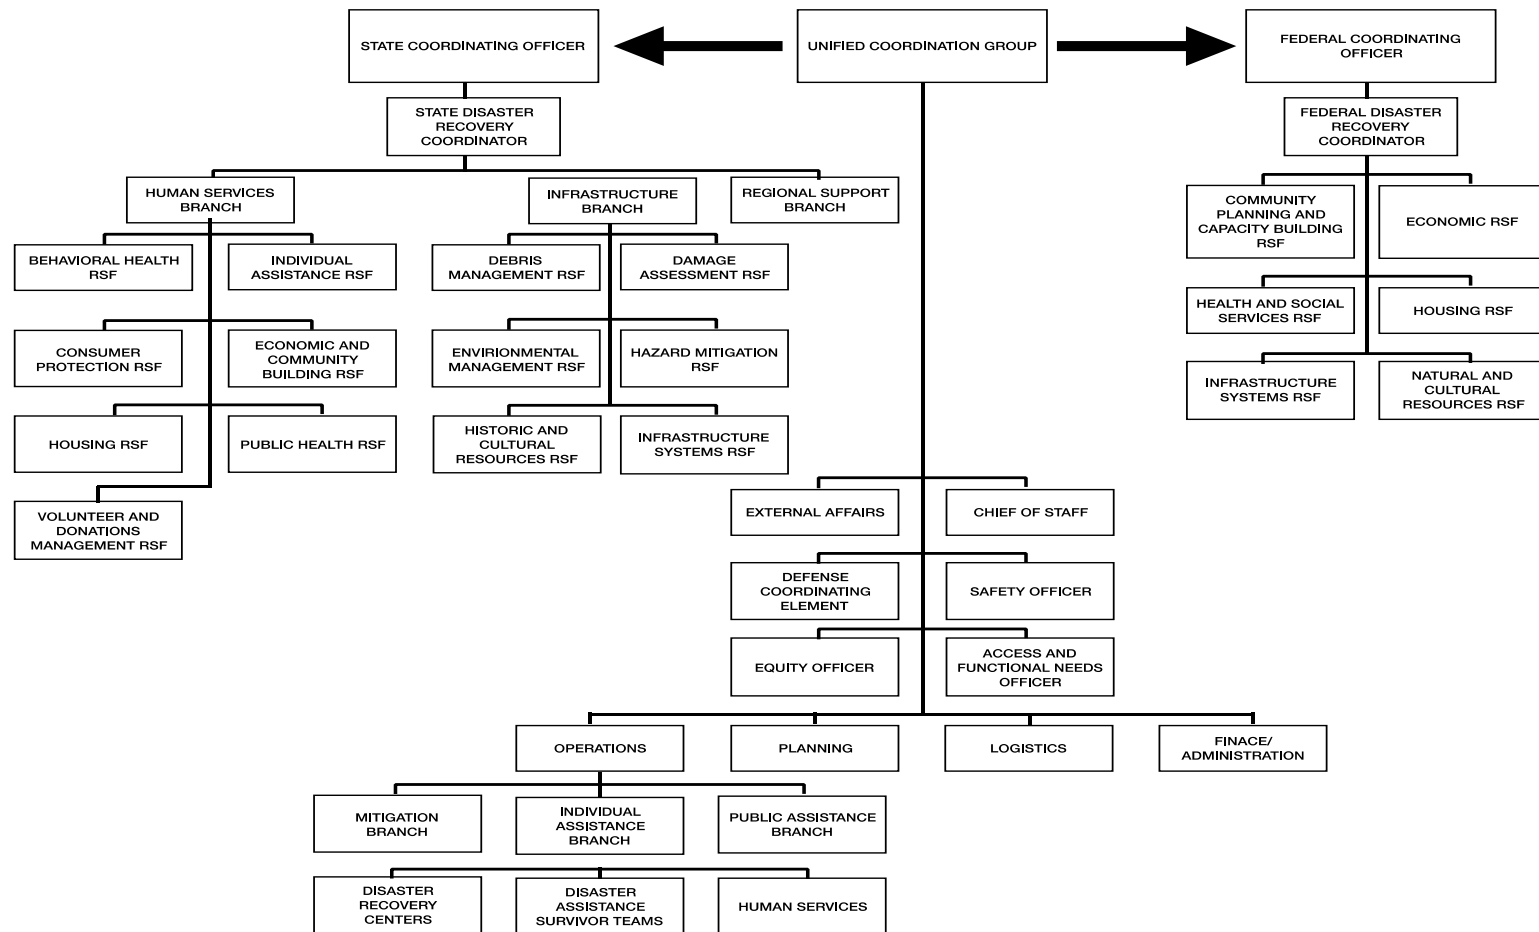 STATE COORDINATING OFFICER
UNIFIED COORDINATION GROUP
FEDERAL COORDINATING
OFFICER
STATE DISASTER
RECOVERY
COORDINATOR
FEDERAL DISASTER
RECOVERY
COORDINATOR
HUMAN SERVICES
BRANCH
INFRASTRUCTURE
BRANCH
REGIONAL SUPPORT
BRANCH
BEHAVIORAL HEALTH
RSF
INDIVIDUAL
ASSISTANCE RSF
DEBRIS
MANAGEMENT RSF
DAMAGE
ASSESSMENT RSF
COMMUNITY
PLANNING AND
CAPACITY BUILDING
RSF
ECONOMIC RSF
CONSUMER
PROTECTION RSF
ECONOMIC AND
COMMUNITY
BUILDING RSF
ENVIRIONMENTAL
MANAGEMENT RSF
HAZARD MITIGATION
RSF
HEALTH AND SOCIAL
SERVICES RSF
HOUSING RSF
HOUSING RSF
PUBLIC HEALTH RSF
HISTORIC AND
CULTURAL
RESOURCES RSF
INFRASTRUCTURE
SYSTEMS RSF
INFRASTRUCTURE
SYSTEMS RSF
NATURAL AND
CULTURAL
RESOURCES RSF
VOLUNTEER AND
DONATIONS
MANAGEMENT RSF
EXTERNAL AFFAIRS
CHIEF OF STAFF
DEFENSE
COORDINATING
ELEMENT
SAFETY OFFICER
EQUITY OFFICER
ACCESS AND
FUNCTIONAL NEEDS
OFFICER
OPERATIONS
PLANNING
LOGISTICS
FINACE/
ADMINISTRATION
MITIGATION
BRANCH
INDIVIDUAL
ASSISTANCE
BRANCH
PUBLIC ASSISTANCE
BRANCH
DISASTER
RECOVERY
CENTERS
DISASTER
ASSISTANCE
SURVIVOR TEAMS
HUMAN SERVICES